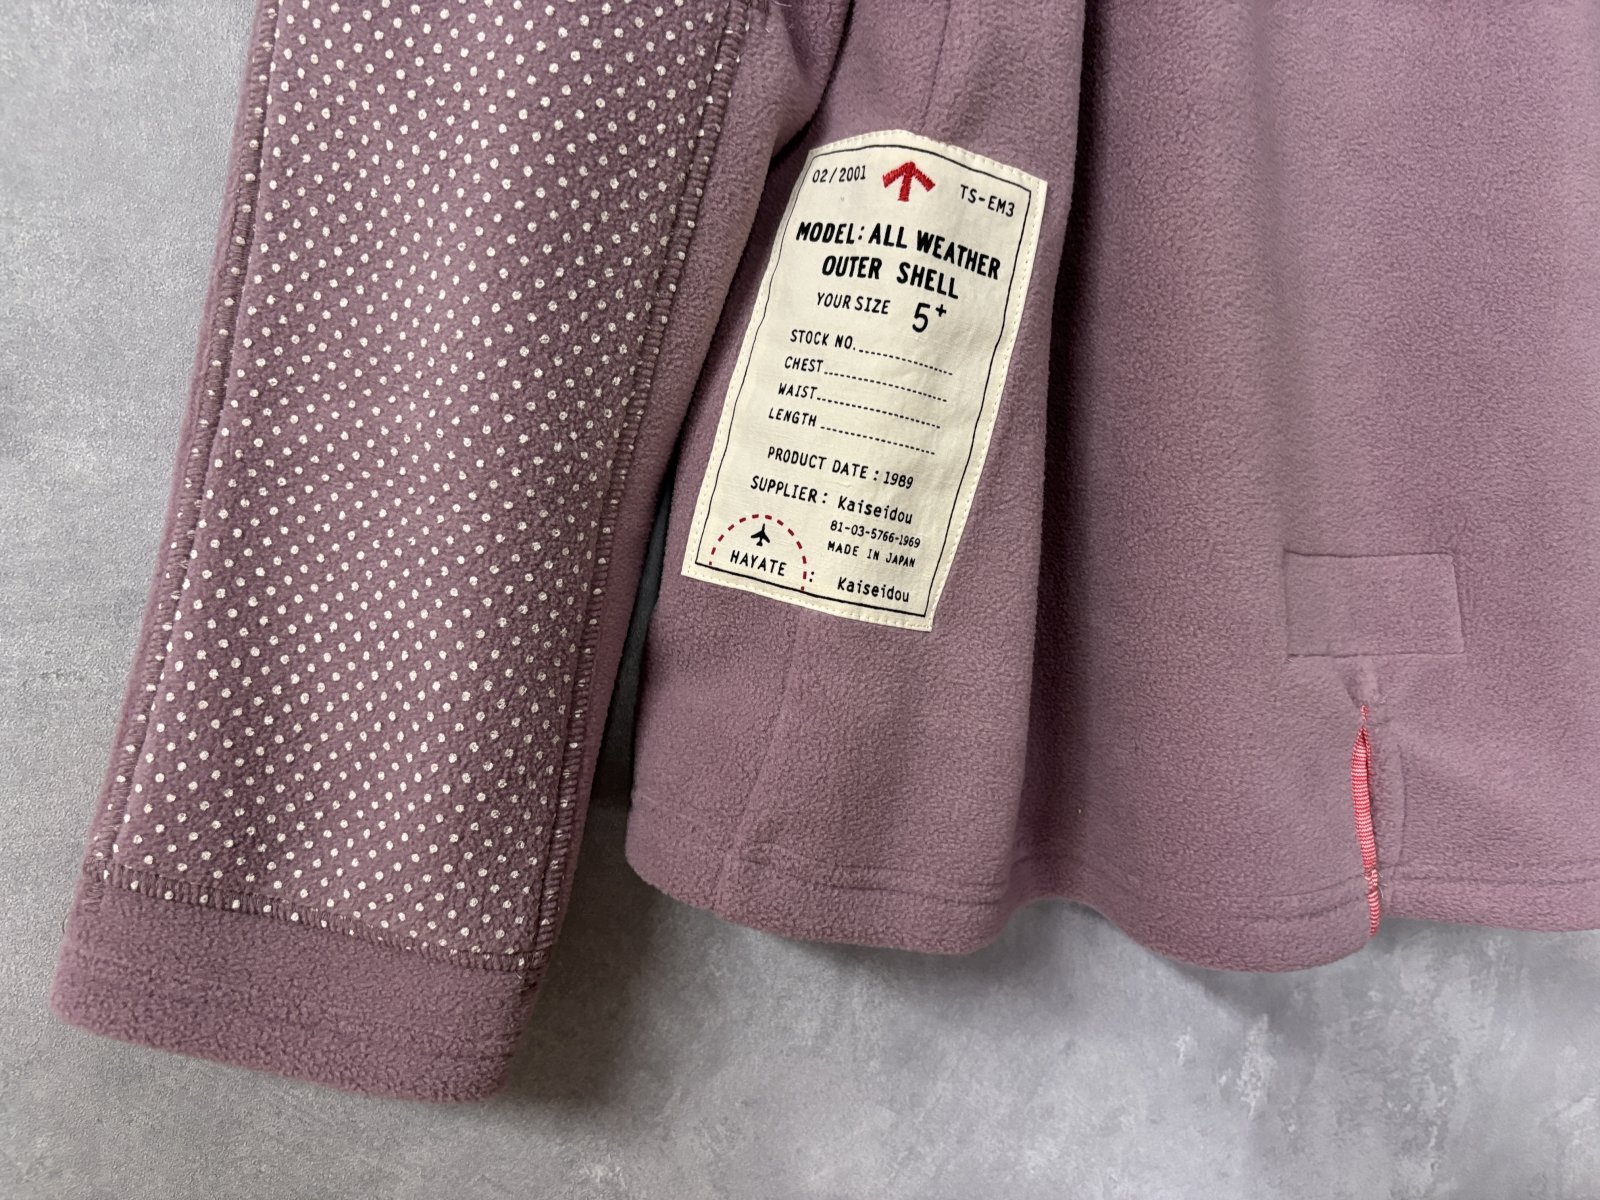 02/2001
TS-EM3
MODEL: ALL WEATHER
OUTER SHELL
YOUR SIZE 5+
STOCK NO.
CHEST
WAIST
LENGTH
PRODUCT DATE : 1989
SUPPLIER : Kaiseidou
81-03-5766-1969
MADE IN JAPAN
HAYATE : Kaiseidou